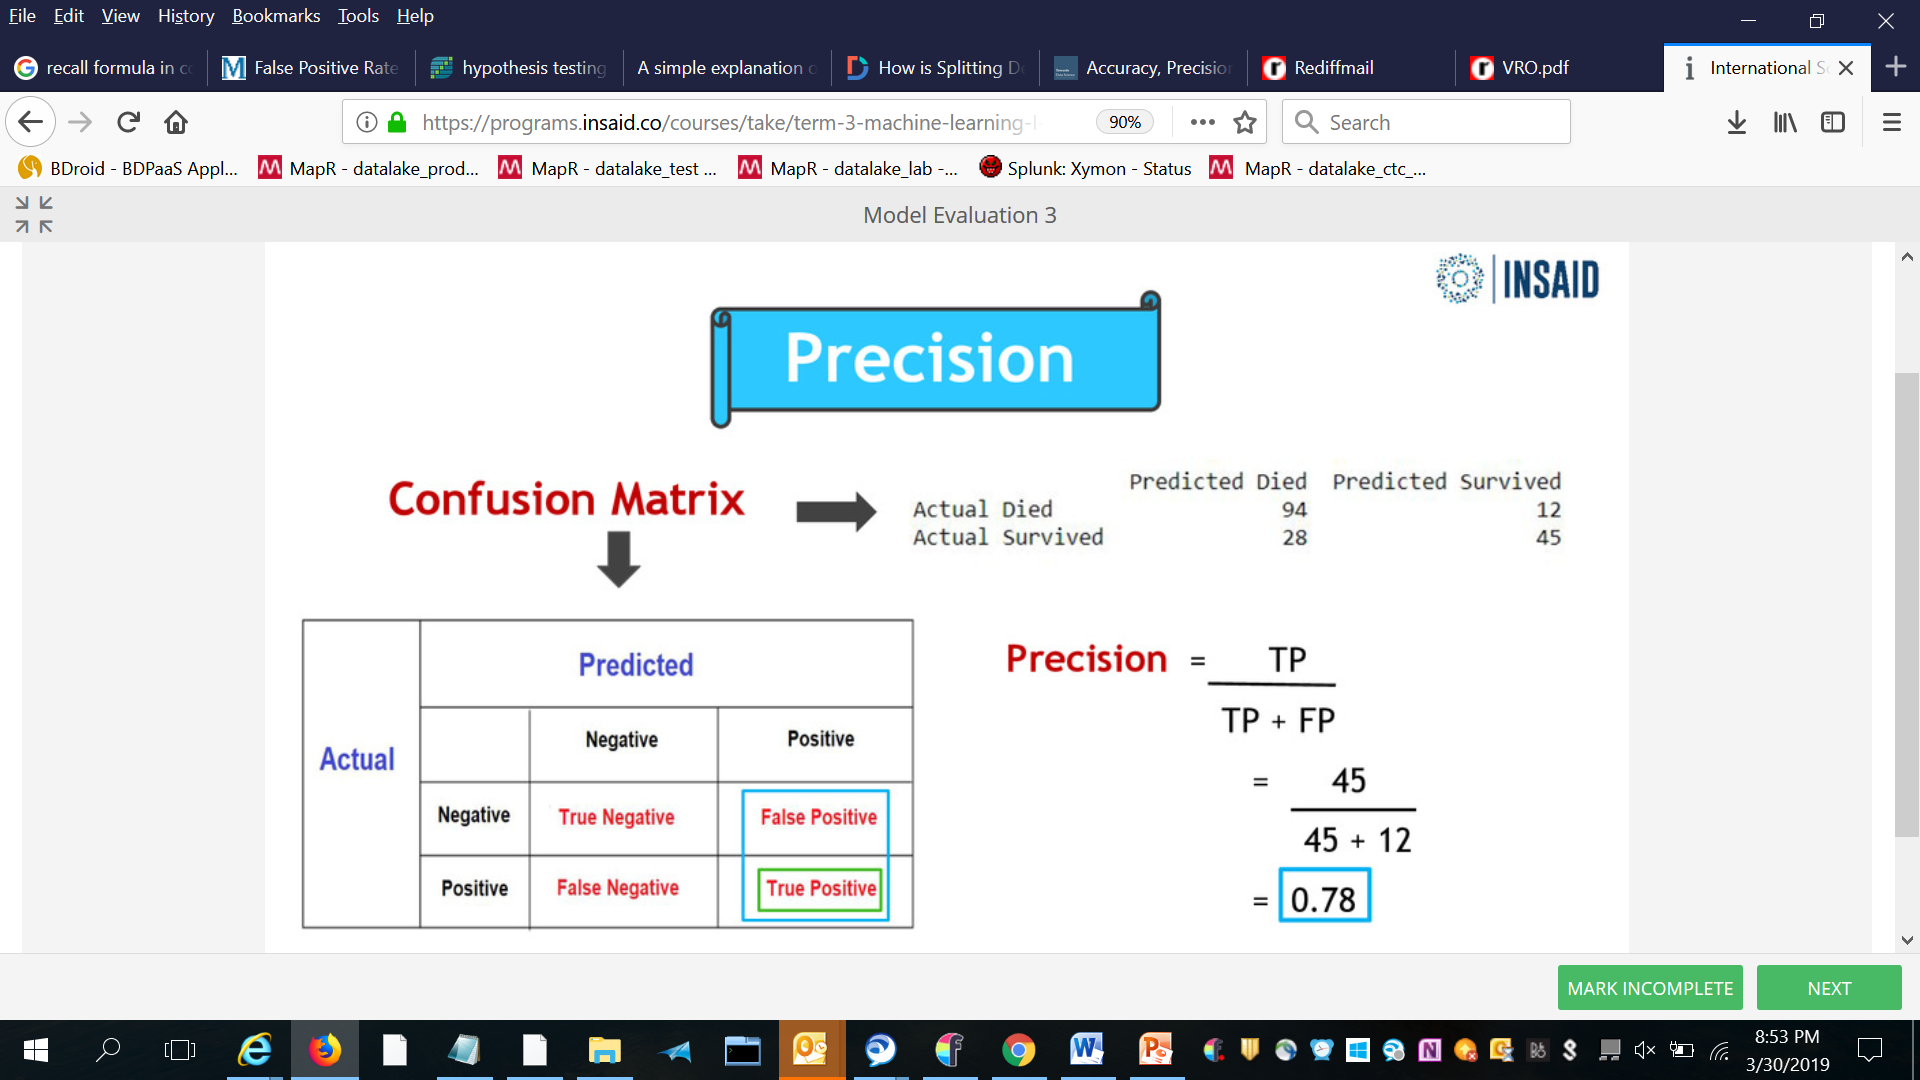 File Edit View History Bookmarks Tools Help
recall formula in co
False Positive Rate
hypothesis testing
A simple explanation o
How is Splitting De
Accuracy, Precision
Rediffmail
VRO.pdf
International S
https://programs.insaid.co/courses/take/term-3-machine-learning-l
90%
Search
BDroid - BDPaaS Appl...
MapR - datalake_prod...
MapR - datalake_test ...
MapR - datalake_lab -...
Splunk: Xymon - Status
MapR - datalake_ctc_...
Model Evaluation 3
INSAID
Precision
Confusion Matrix
Predicted Died Predicted Survived
Actual Died 94 12
Actual Survived 28 45
Predicted
Actual
Negative Positive
Negative True Negative False Positive
Positive False Negative True Positive
Precision = TP
TP + FP
= 45
45 + 12
= 0.78
MARK INCOMPLETE
NEXT
8:53 PM
3/30/2019